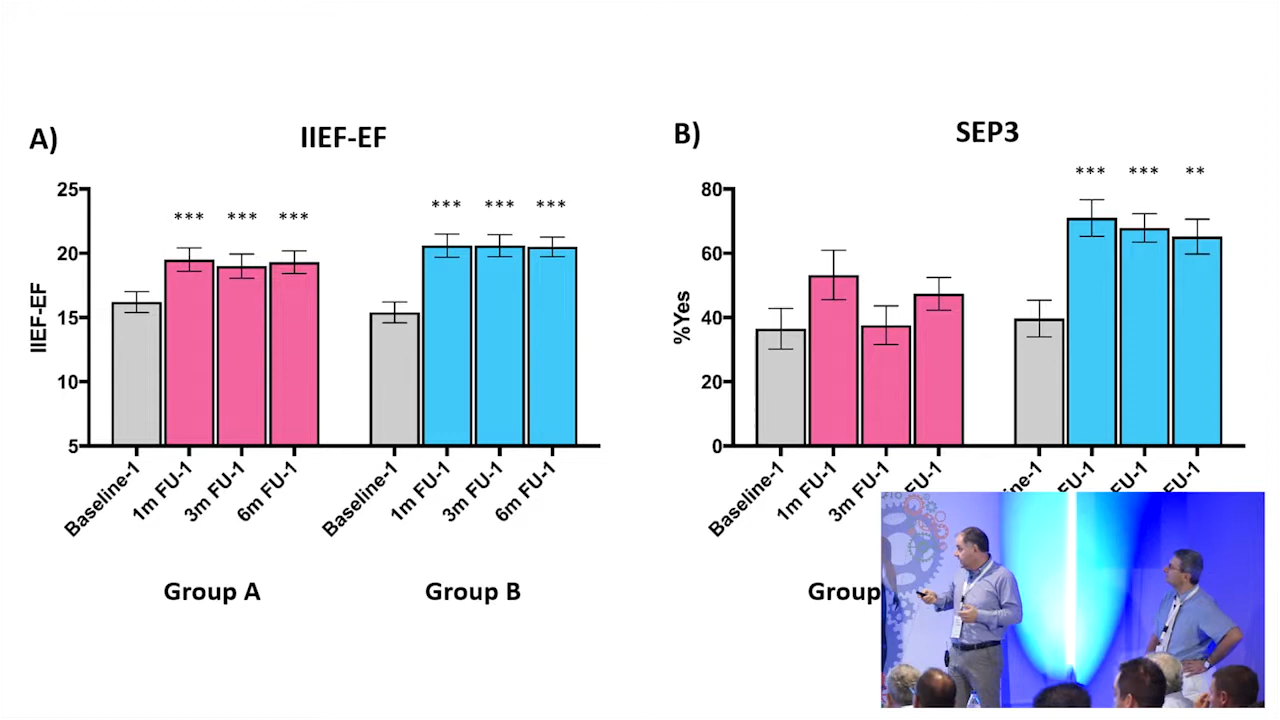 A)
IIEF-EF
IIEF-EF
25
20
15
10
5
*** *** ***
*** *** ***
Baseline-1
1m FU-1
3m FU-1
6m FU-1
Baseline-1
1m FU-1
3m FU-1
6m FU-1
Group A
Group B
B)
SEP3
%Yes
80
60
40
20
0
*** *** **
Baseline-1
1m FU-1
3m
FU-1
ne-1
FU-1
FU-1
FU-1
Group